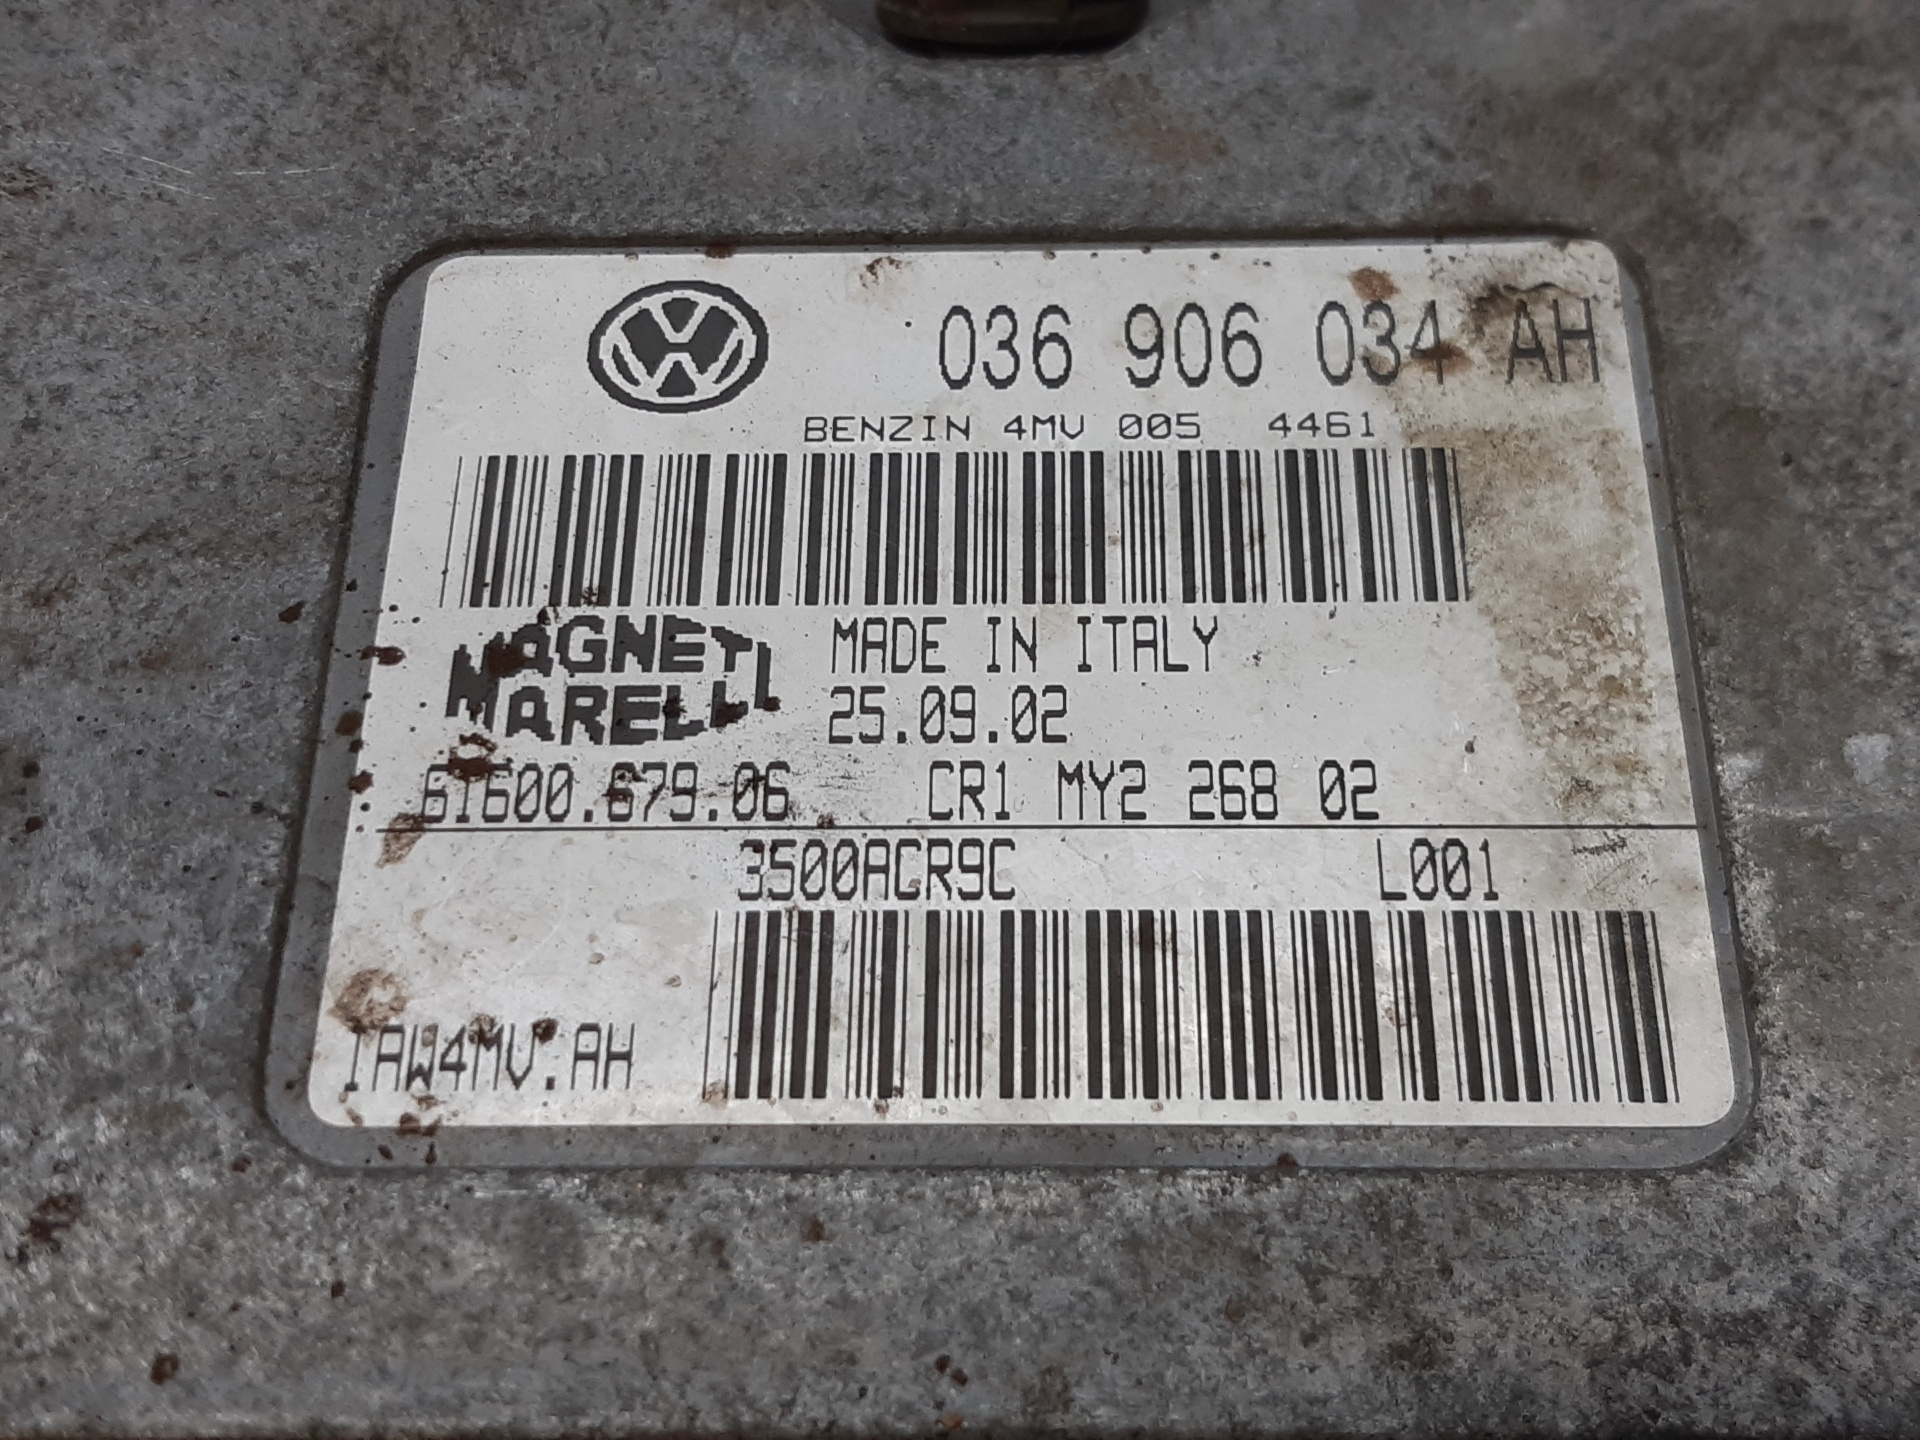 036 906 034 AH
BENZIN 4MV 005 4461
MAGNETI MARELLI
MADE IN ITALY
25.09.02
61600.679.06 CR1 MY2 268 02
3500ACR9C L001
IAW4MV.AH